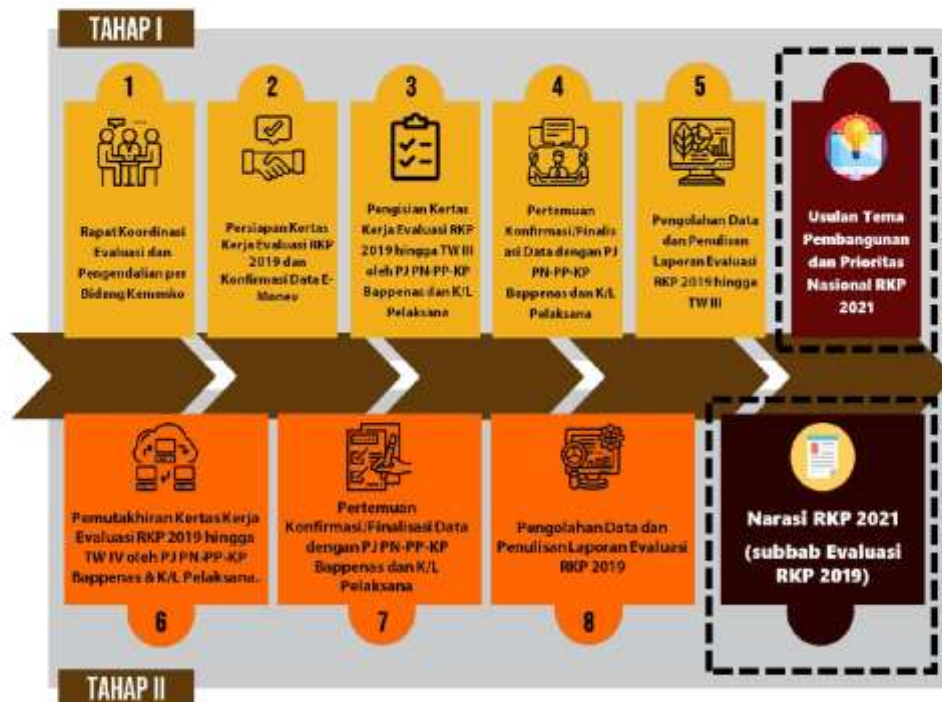 TAHAP I
1
Rapat Koordinasi
Evaluasi dan
Pengendalian per
Bidang Kemenko
2
Persiapan Kertas
Kerja Evaluasi RKP
2019 dan
Konfirmasi Data E-
Monev
3
Pengisian Kertas
Kerja Evaluasi RKP
2019 hingga TW III
oleh PJ PN-PP-KP
Bappenas dan K/L
Pelaksana
4
Pertemuan
Konfirmasi/Finalis
asi Data dengan PJ
PN-PP-KP
Bappenas dan K/L
Pelaksana
5
Pengolahan Data
dan Penulisan
Laporan Evaluasi
RKP 2019 hingga
TW III
Usulan Tema
Pembangunan
dan Prioritas
Nasional RKP
2021
Pemutakhiran Kertas Kerja
Evaluasi RKP 2019 hingga
TW IV oleh PJ PN-PP-KP
Bappenas & K/L Pelaksana.
6
Pertemuan
Konfirmasi/Finalisasi Data
dengan PJ PN-PP-KP
Bappenas dan K/L
Pelaksana
7
Pengolahan Data dan
Penulisan Laporan Evaluasi
RKP 2019
8
Narasi RKP 2021
(subbab Evaluasi
RKP 2019)
TAHAP II